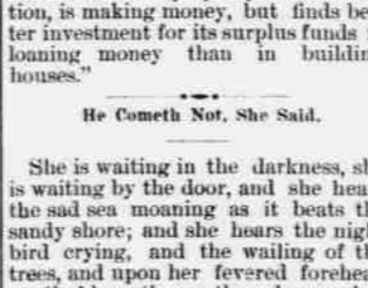 tion, is making money, but finds be
ter investment for its surplus funds
loaning money than in buildin
houses."
He Cometh Not, She Said.
She is waiting in the darkness, sh
is waiting by the door, and she hear
the sad sea moaning as it beats th
sandy shore; and she hears the nigh
bird crying, and the wailing of th
trees, and upon her fevered forehea